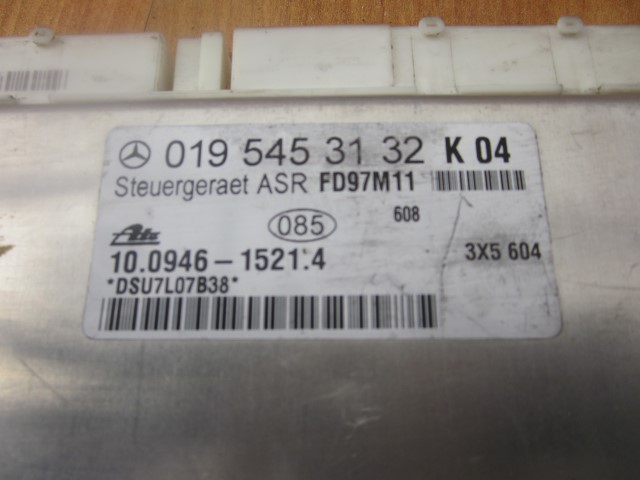 019 545 31 32 K 04
Steuergeraet ASR FD97M11
085 608
Ate
10.0946-1521.4 3X5 604
*DSU7L07B38*